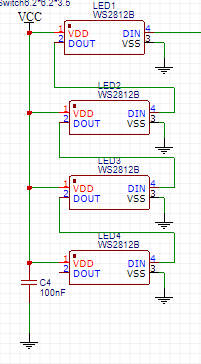 Switch6.2*6.2*3.5
VCC
LED1
WS2812B
1 VDD DIN 4
2 DOUT VSS 3
LED2
WS2812B
1 VDD DIN 4
2 DOUT VSS 3
LED3
WS2812B
1 VDD DIN 4
2 DOUT VSS 3
LED4
WS2812B
1 VDD DIN 4
2 DOUT VSS 3
C4
100nF